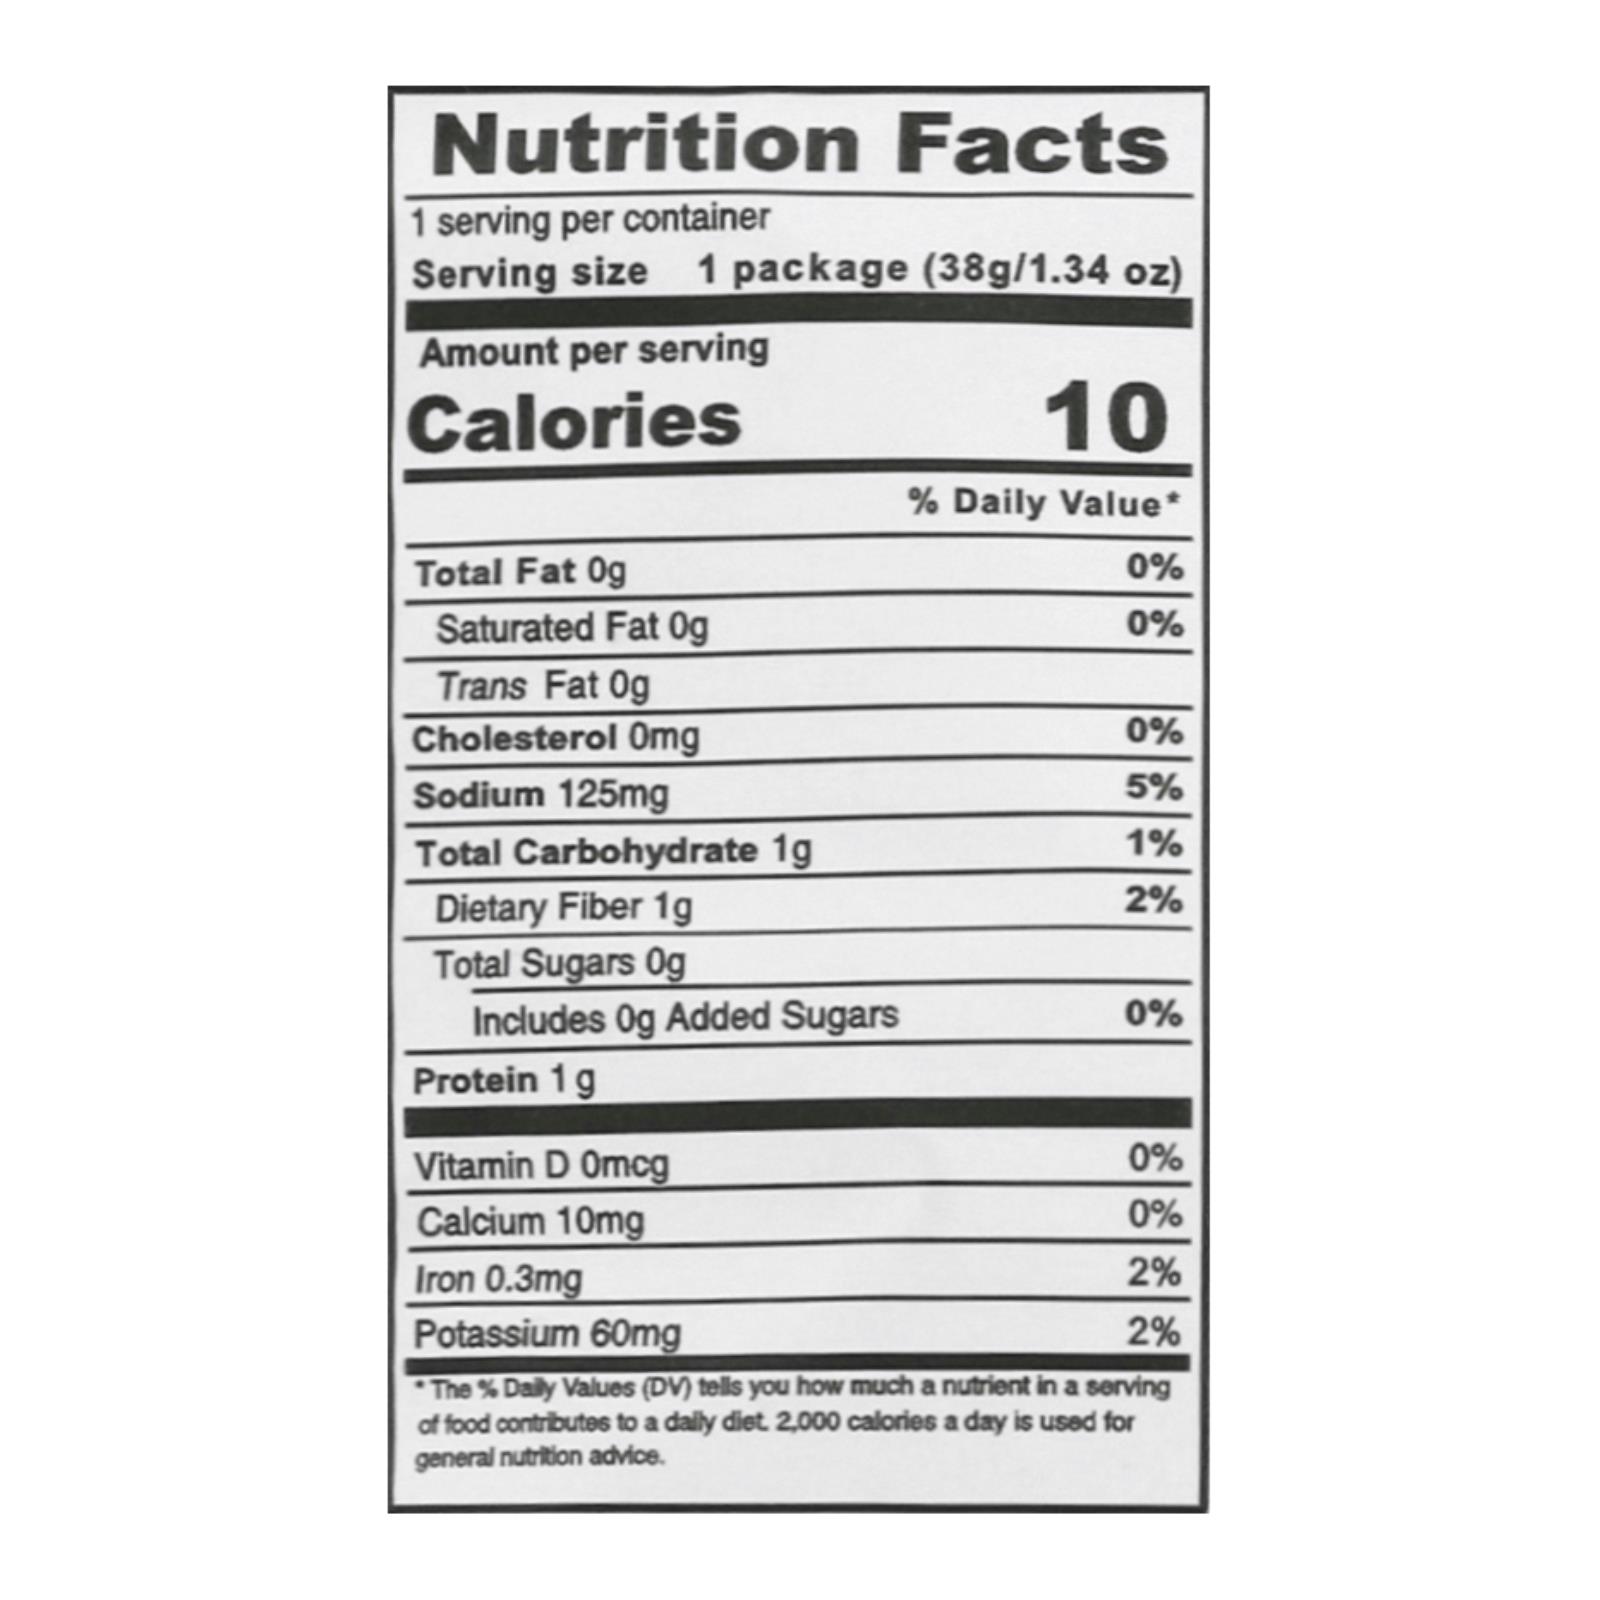 Nutrition Facts
1 serving per container
Serving size 1 package (38g/1.34 oz)
Amount per serving
Calories 10
% Daily Value*
Total Fat 0g 0%
Saturated Fat 0g 0%
Trans Fat 0g
Cholesterol 0mg 0%
Sodium 125mg 5%
Total Carbohydrate 1g 1%
Dietary Fiber 1g 2%
Total Sugars 0g
Includes 0g Added Sugars 0%
Protein 1g
Vitamin D 0mcg 0%
Calcium 10mg 0%
Iron 0.3mg 2%
Potassium 60mg 2%
* The % Daily Values (DV) tells you how much a nutrient in a serving
of food contributes to a daily diet. 2,000 calories a day is used for
general nutrition advice.